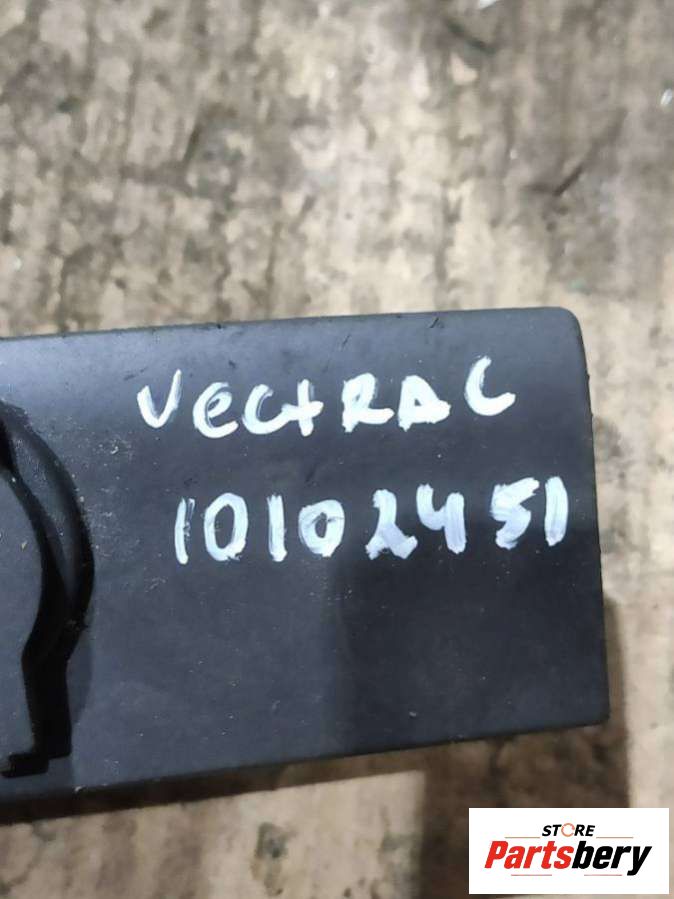 VectRA C
10102451
STORE
Partsbery